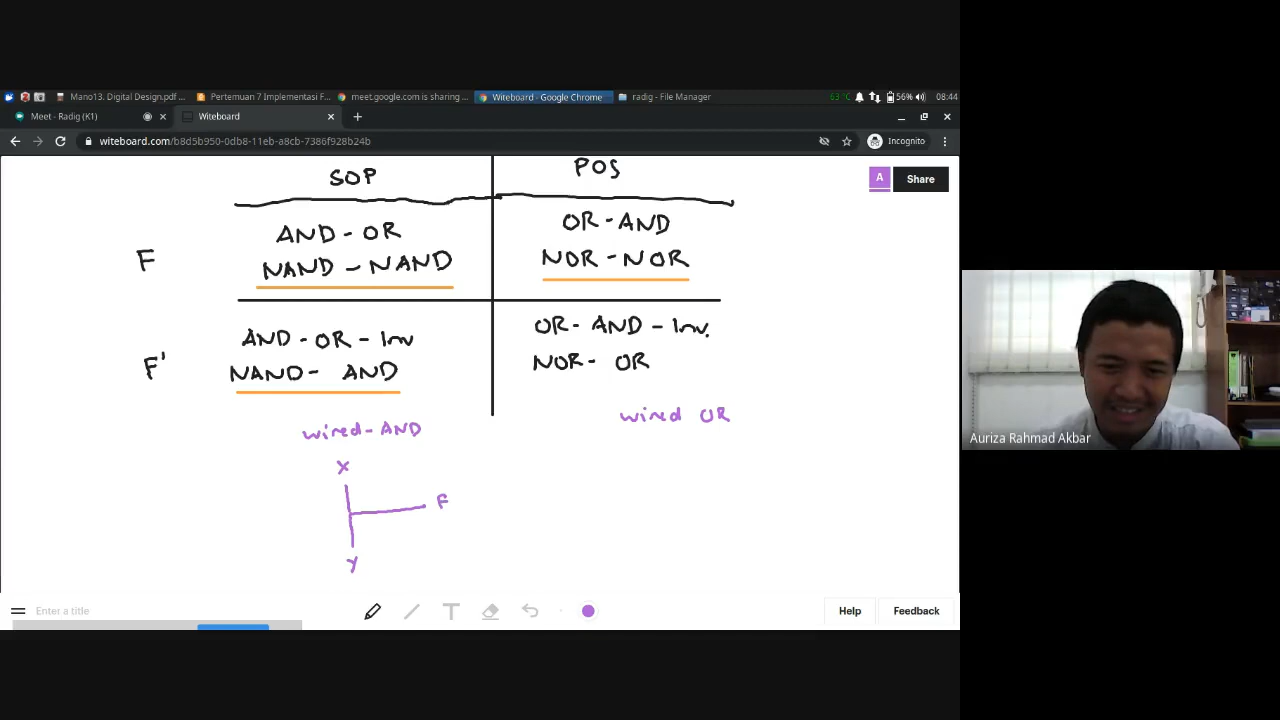 Mano13. Digital Design.pdf ...
Pertemuan 7 Implementasi F...
meet.google.com is sharing ...
Witeboard - Google Chrome
radig - File Manager
63 °C
56%
08:44
Meet - Radig (K1)
Witeboard
witeboard.com/b8d5b950-0db8-11eb-a8cb-7386f928b24b
Incognito
SOP
POS
A
Share
F
AND - OR
NAND - NAND
OR - AND
NOR - NOR
F'
AND - OR - Inv
NAND - AND
OR - AND - Inv.
NOR - OR
wired - AND
wired OR
X
F
Y
Auriza Rahmad Akbar
Enter a title
T
Help
Feedback